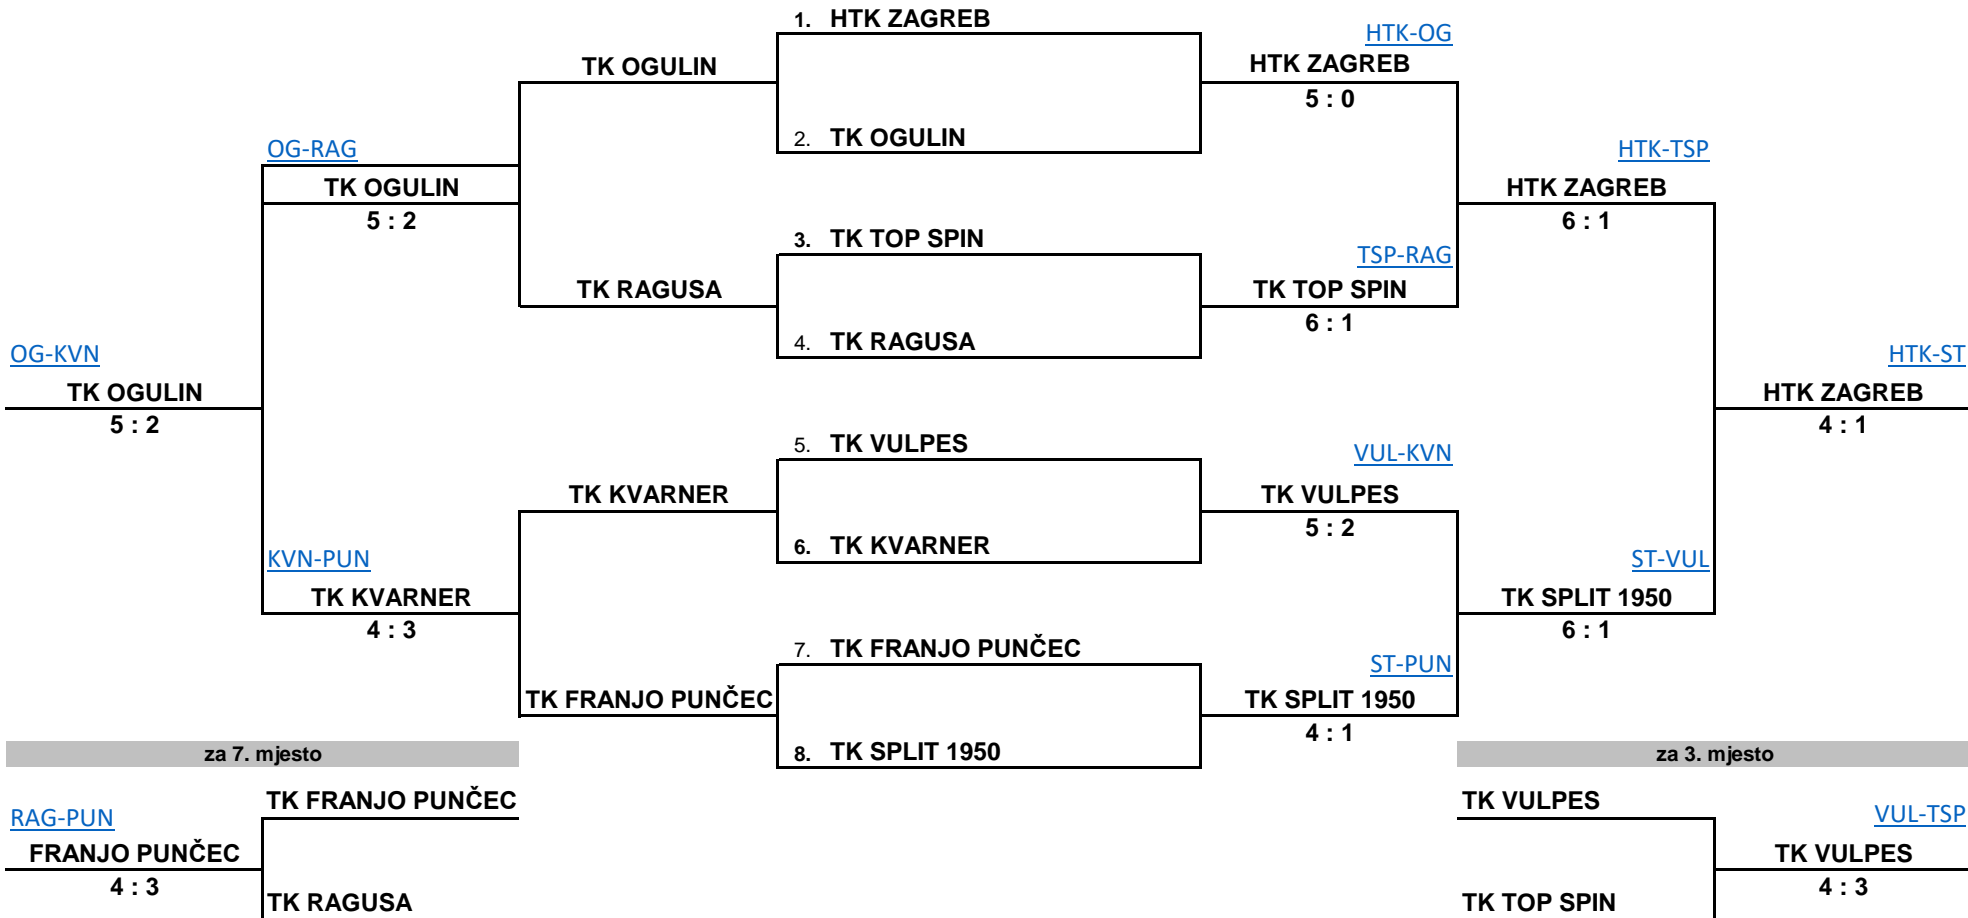 1. HTK ZAGREB
HTK-OG
TK OGULIN
HTK ZAGREB
5 : 0
2. TK OGULIN
OG-RAG
HTK-TSP
TK OGULIN
HTK ZAGREB
5 : 2
6 : 1
3. TK TOP SPIN
TSP-RAG
TK RAGUSA
TK TOP SPIN
6 : 1
4. TK RAGUSA
OG-KVN
HTK-ST
TK OGULIN
HTK ZAGREB
5 : 2
4 : 1
5. TK VULPES
VUL-KVN
TK KVARNER
TK VULPES
5 : 2
6. TK KVARNER
KVN-PUN
ST-VUL
TK KVARNER
TK SPLIT 1950
4 : 3
6 : 1
7. TK FRANJO PUNČEC
ST-PUN
TK FRANJO PUNČEC
TK SPLIT 1950
4 : 1
8. TK SPLIT 1950
za 7. mjesto
za 3. mjesto
TK FRANJO PUNČEC
TK VULPES
RAG-PUN
VUL-TSP
FRANJO PUNČEC
TK VULPES
4 : 3
4 : 3
TK RAGUSA
TK TOP SPIN